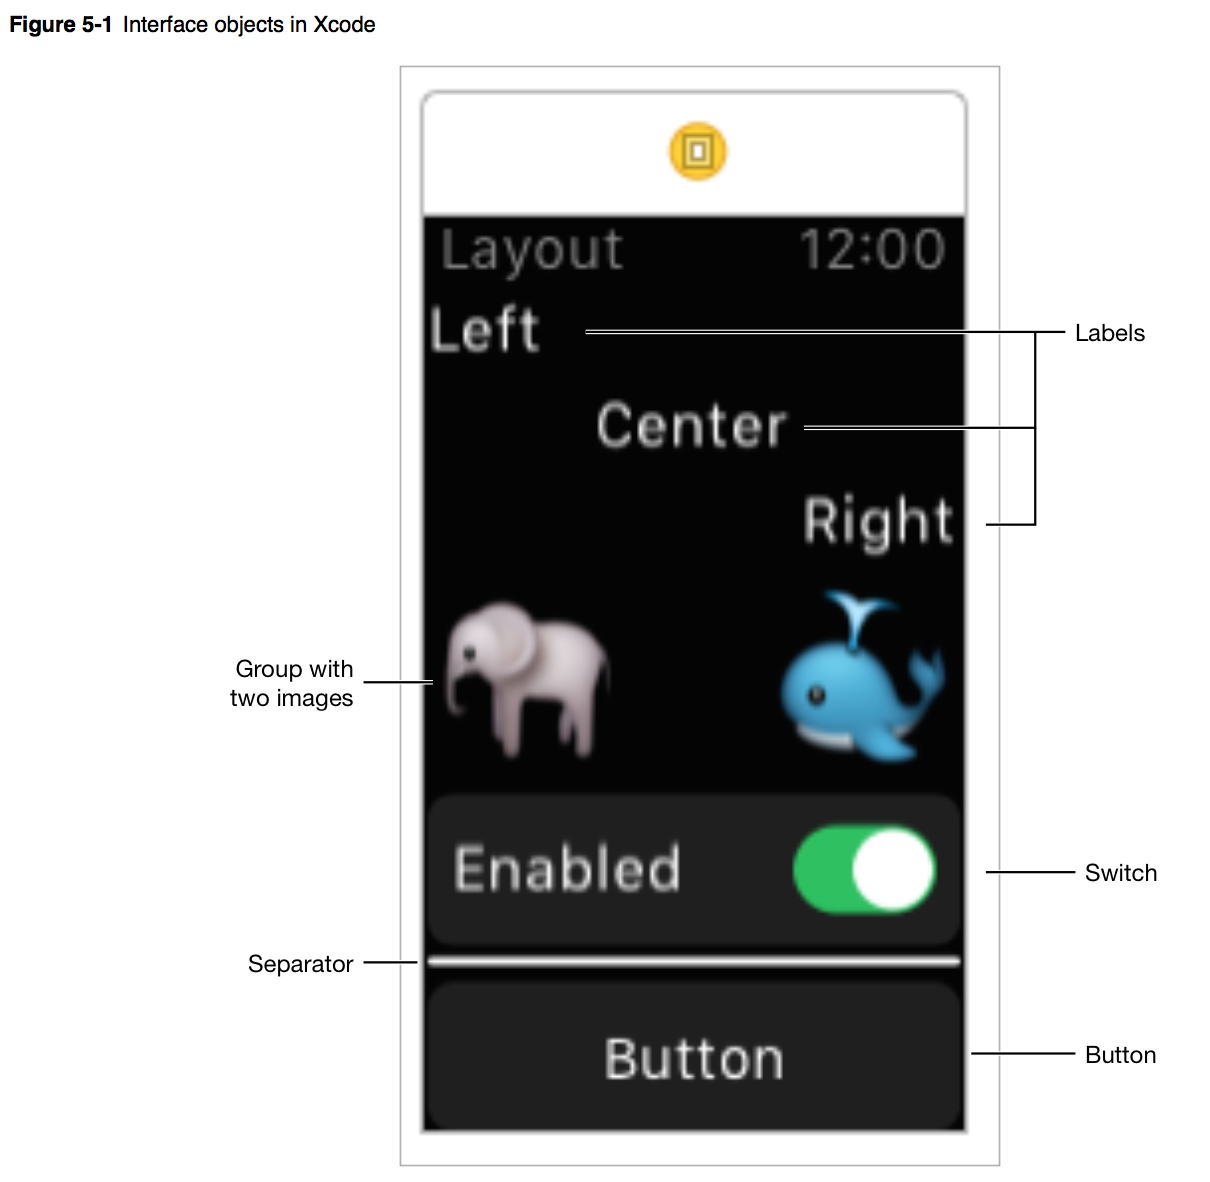 Figure 5-1 Interface objects in Xcode
Layout 12:00
Left
Labels
Center
Right
Group with
two images
Enabled
Switch
Separator
Button
Button